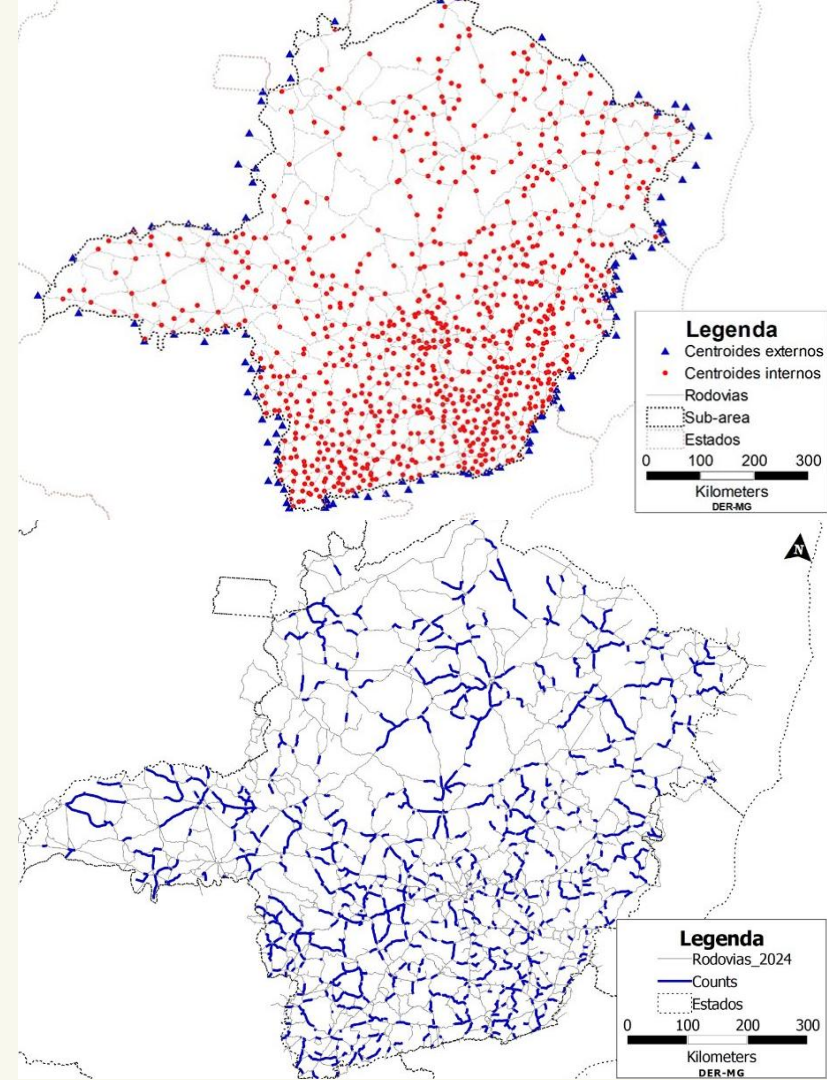 Legenda
Centroides externos
Centroides internos
Rodovias
Sub-area
Estados
0 100 200 300
Kilometers
DER-MG
N
Legenda
Rodovias_2024
Counts
Estados
0 100 200 300
Kilometers
DER-MG